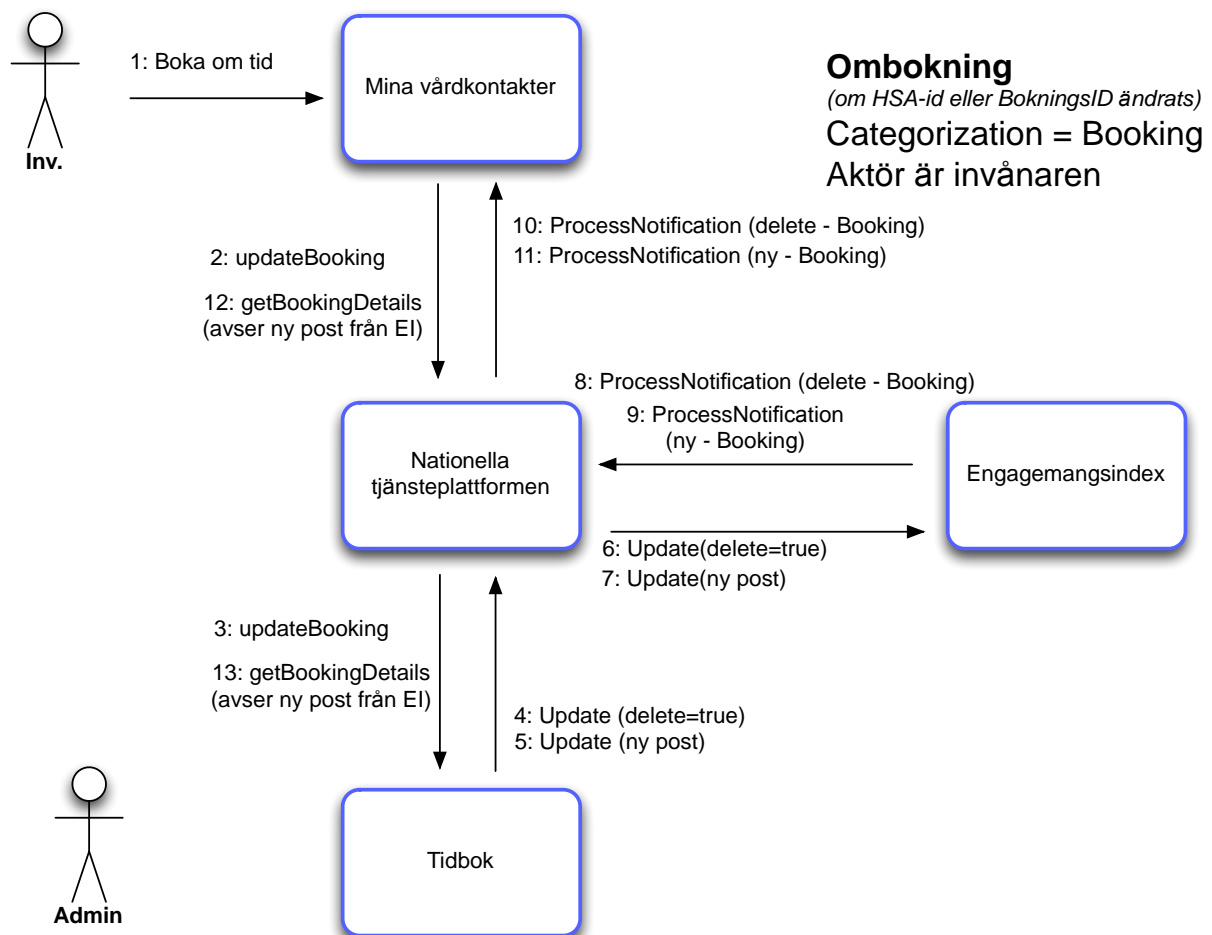 1: Boka om tid
Inv.
Mina vårdkontakter
Ombokning
(om HSA-id eller BokningsID ändrats)
Categorization = Booking
Aktör är invånaren
10: ProcessNotification (delete - Booking)
11: ProcessNotification (ny - Booking)
2: updateBooking
12: getBookingDetails
(avser ny post från EI)
8: ProcessNotification (delete - Booking)
9: ProcessNotification
(ny - Booking)
Nationella
tjänsteplattformen
Engagemangsindex
6: Update(delete=true)
7: Update(ny post)
3: updateBooking
13: getBookingDetails
(avser ny post från EI)
4: Update (delete=true)
5: Update (ny post)
Tidbok
Admin